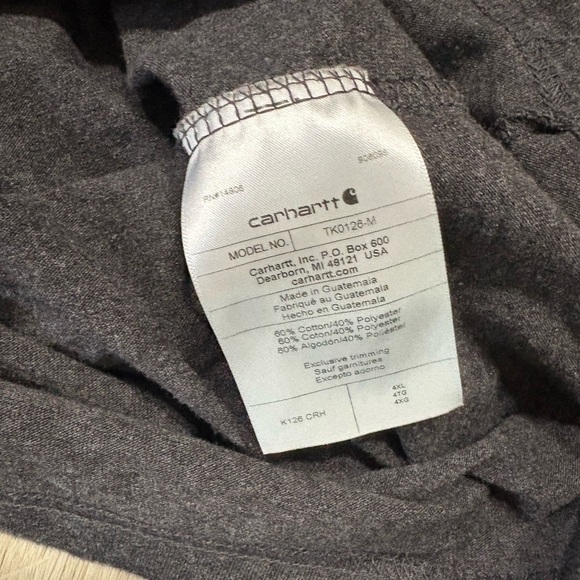 RN#14806
carhartt
MODEL NO. TK0126-M
Carhartt, Inc. P.O. Box 600
Dearborn, MI 48121 USA
carhartt.com
Made in Guatemala
Fabriqué au Guatemala
Hecho en Guatemala
60% Cotton/40% Polyester
60% Coton/40% Polyester
60% Algodón/40% Poliéster
Exclusive trimming
Sauf garnitures
Excepto adorno
K126 CRH
4XL
4TG
4XG